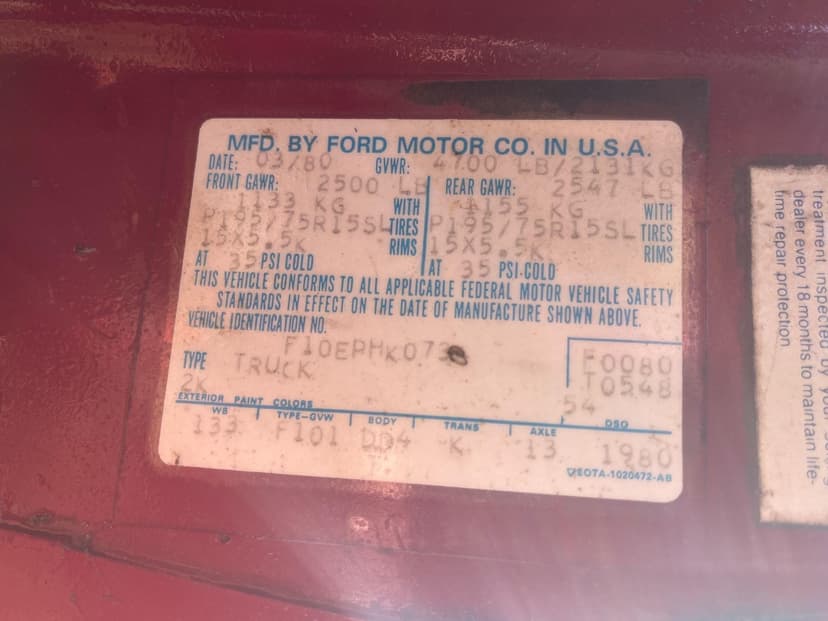 MFD. BY FORD MOTOR CO. IN U.S.A.
DATE: 03/80 GVWR: 4700 LB/2131KG
FRONT GAWR: 2500 LB REAR GAWR: 2547 LB
1133 KG WITH 1155 KG WITH
P195/75R15SL TIRES P195/75R15SL TIRES
15X5.5K RIMS 15X5.5K RIMS
AT 35 PSI COLD AT 35 PSI COLD
THIS VEHICLE CONFORMS TO ALL APPLICABLE FEDERAL MOTOR VEHICLE SAFETY
STANDARDS IN EFFECT ON THE DATE OF MANUFACTURE SHOWN ABOVE.
VEHICLE IDENTIFICATION NO.
F10EPHK073
TYPE TRUCK
E0080
T0548
2K 54
EXTERIOR PAINT COLORS DSO
WB TYPE-GVW BODY TRANS AXLE
133 F101 DD4 K 13 1980
treatment inspected by your
dealer every 18 months to maintain life-
time repair protection.